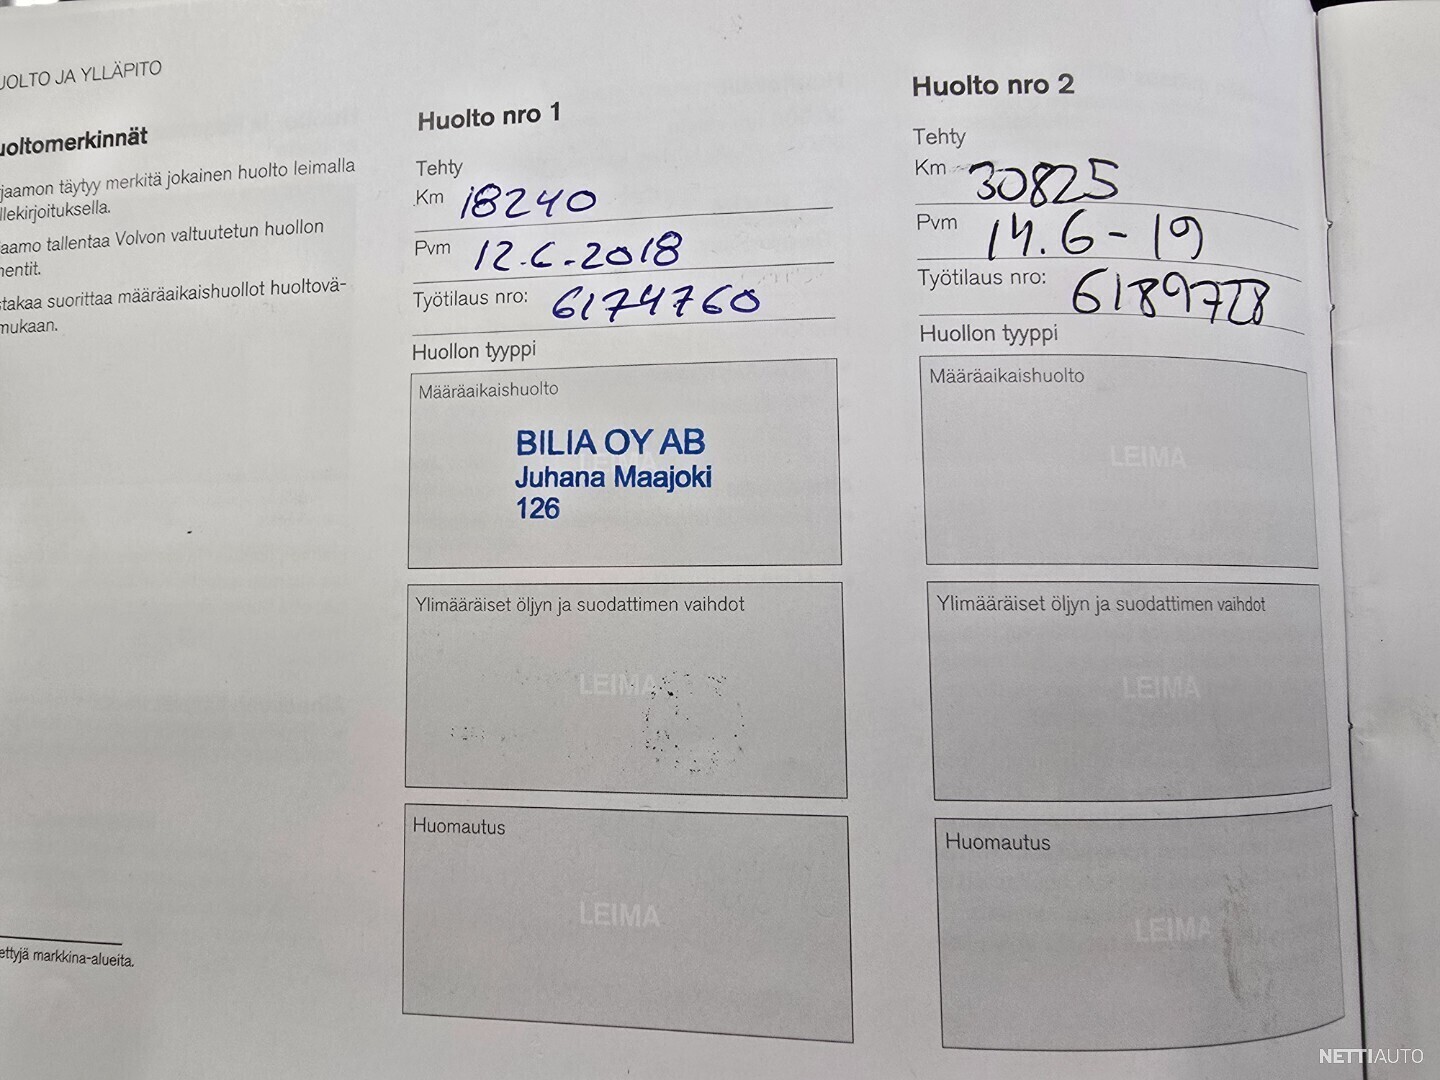 UOLTO JA YLLÄPITO
uoltomerkinnät
jaamon täytyy merkitä jokainen huolto leimalla
llekirjoituksella.
aamo tallentaa Volvon valtuutetun huollon
nentit.
stakaa suorittaa määräaikaishuollot huoltovä-
mukaan.
ettyjä markkina-alueita.
Huolto nro 1
Tehty
Km 18240
Pvm 12.6.2018
Työtilaus nro: 6174760
Huollon tyyppi
Määräaikaishuolto
BILIA OY AB
Juhana Maajoki
126
Ylimääräiset öljyn ja suodattimen vaihdot
LEIMA
Huomautus
LEIMA
Huolto nro 2
Tehty
Km 30825
Pvm 14.6-19
Työtilaus nro: 6189728
Huollon tyyppi
Määräaikaishuolto
LEIMA
Ylimääräiset öljyn ja suodattimen vaihdot
LEIMA
Huomautus
LEIMA
NETTIAUTO